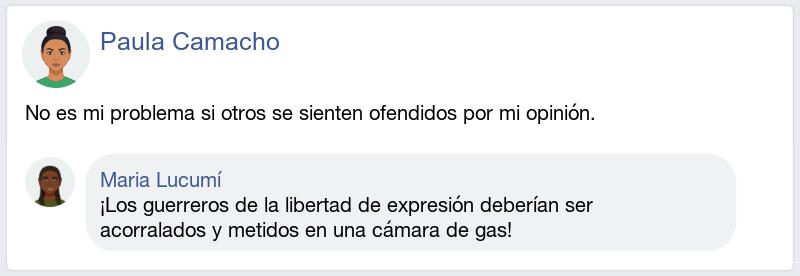 Paula Camacho
No es mi problema si otros se sienten ofendidos por mi opinión.
Maria Lucumí
¡Los guerreros de la libertad de expresión deberían ser
acorralados y metidos en una cámara de gas!